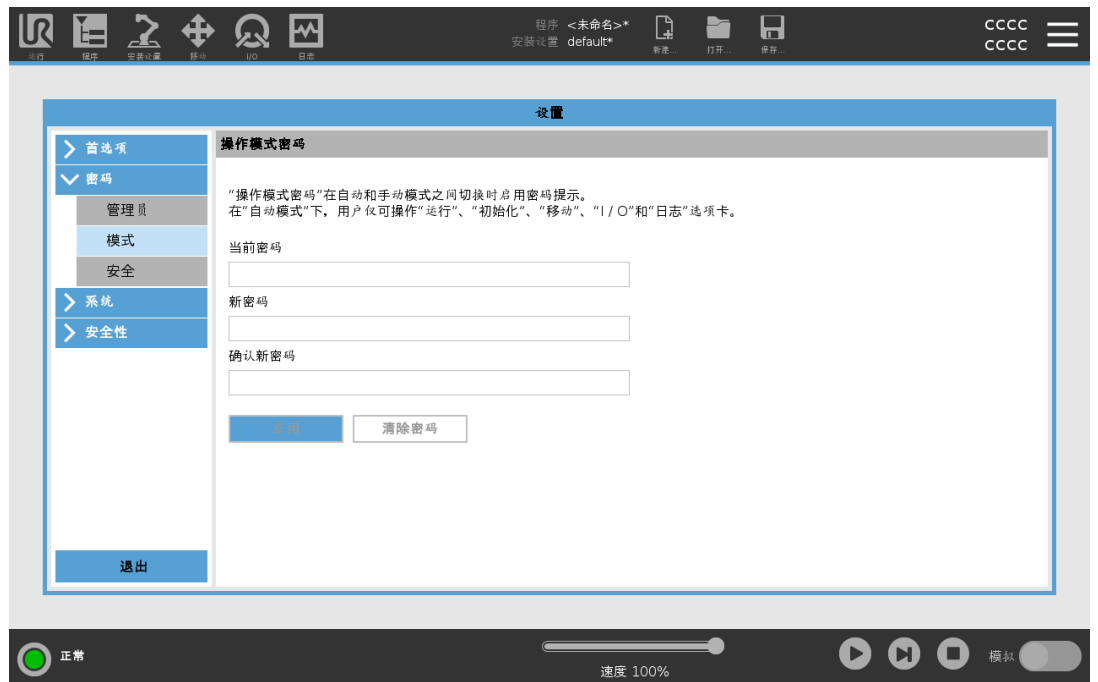 程序 <未命名>*
安装设置 default*
新建... 打开... 保存...
cccc
cccc
运行 程序 安装设置 移动 I/O 日志
设置
首选项
密码
管理员
模式
安全
系统
安全性
退出
操作模式密码
“操作模式密码”在自动和手动模式之间切换时启用密码提示。
在“自动模式”下，用户仅可操作“运行”、“初始化”、“移动”、“I / O”和“日志”选项卡。
当前密码
新密码
确认新密码
应用 清除密码
正常
速度 100%
模拟